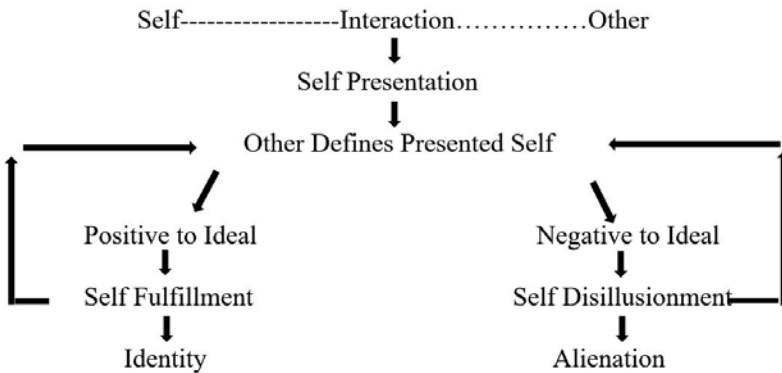 Self-----------------Interaction……………Other
Self Presentation
Other Defines Presented Self
Positive to Ideal Negative to Ideal
Self Fulfillment Self Disillusionment
Identity Alienation